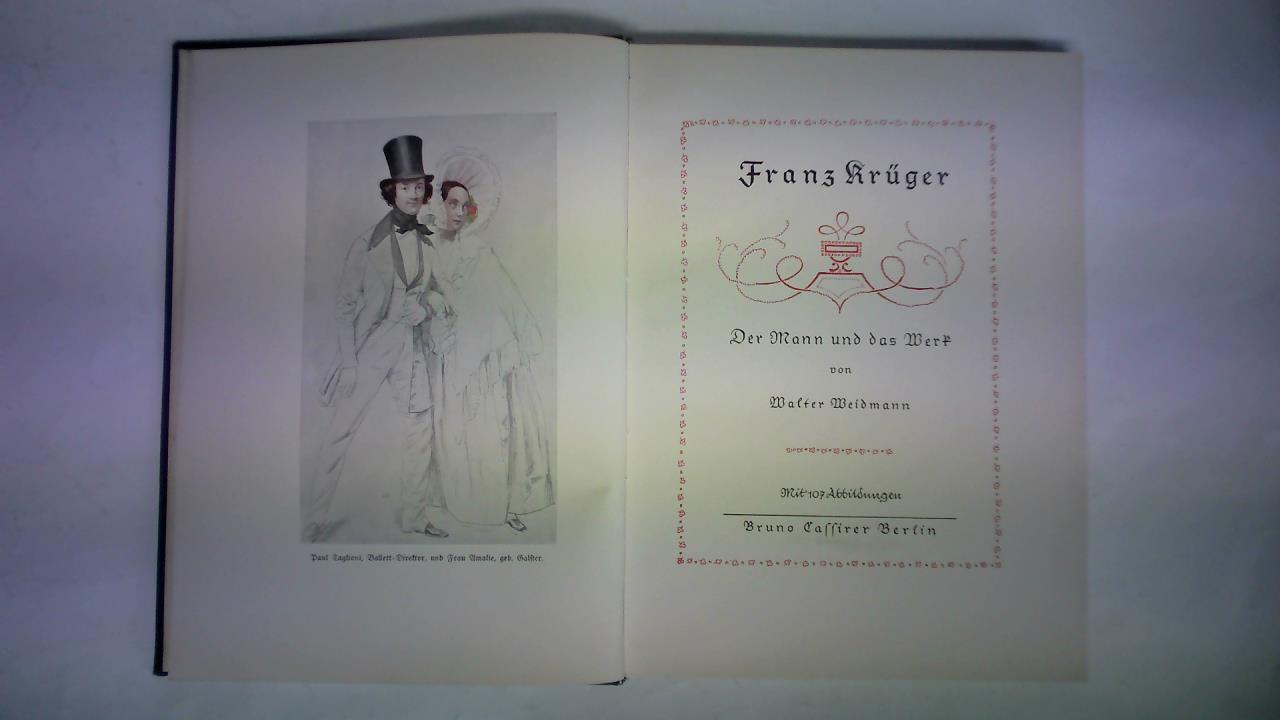 Paul Taglioni, Ballett-Direktor, und Frau Amalie, geb. Galster.
Franz Krüger
Der Mann und das Werk
von
Walter Weidmann
Mit 107 Abbildungen
Bruno Caſſirer Berlin